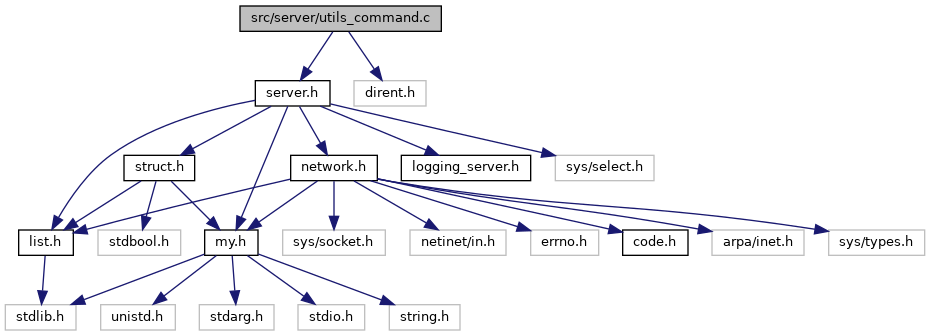 src/server/utils_command.c
server.h
dirent.h
struct.h
network.h
logging_server.h
sys/select.h
list.h
stdbool.h
my.h
sys/socket.h
netinet/in.h
errno.h
code.h
arpa/inet.h
sys/types.h
stdlib.h
unistd.h
stdarg.h
stdio.h
string.h